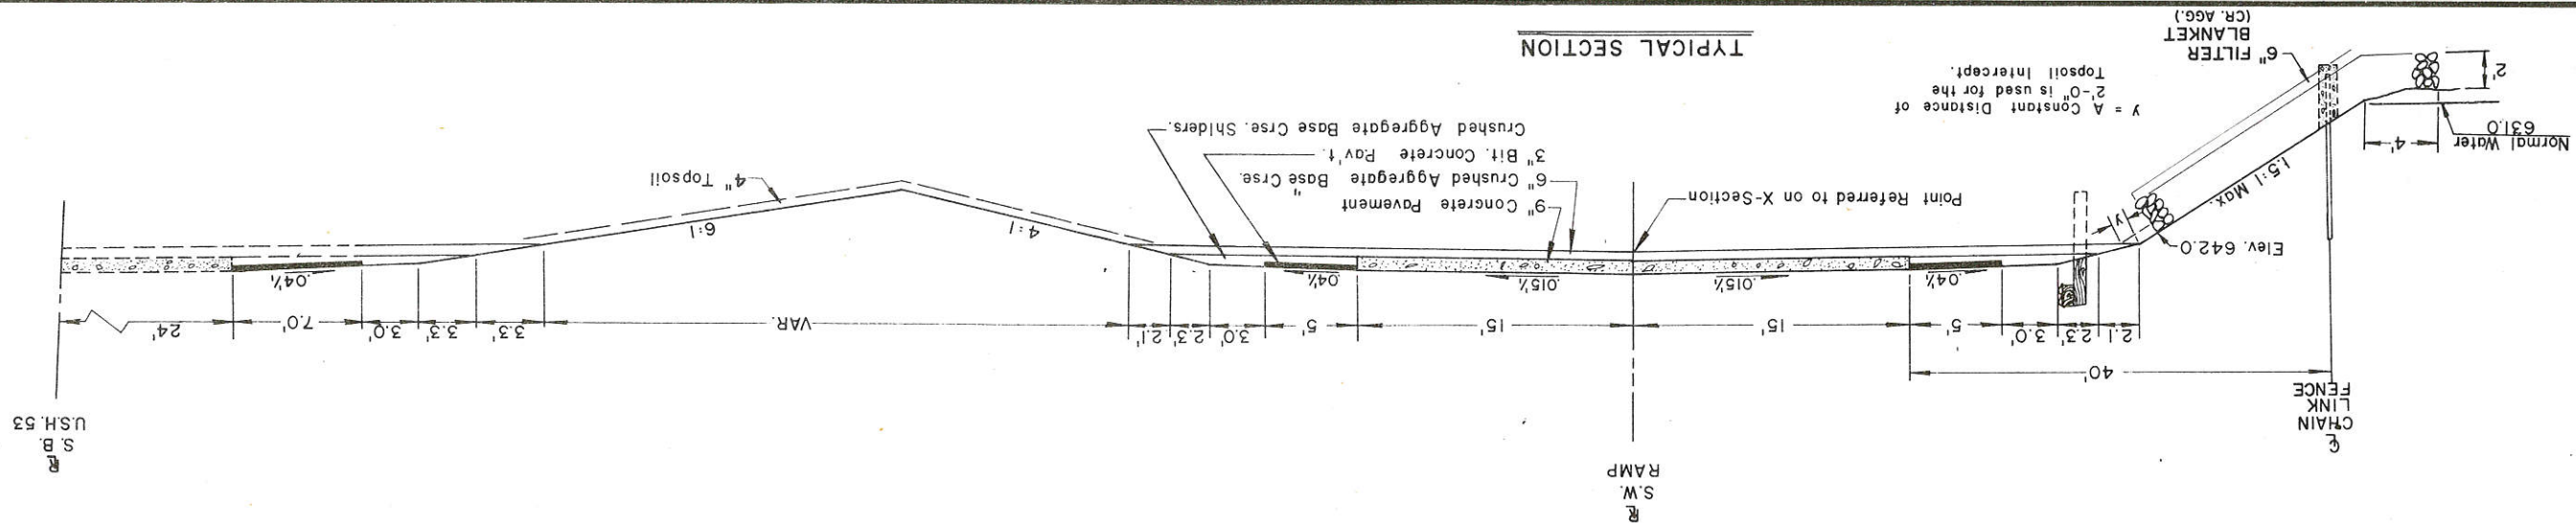 ℄
CHAIN
LINK
FENCE
R
S.W.
RAMP
R
S. B.
U.S.H. 53
40'
2.1
2.3'
3.0'
5'
15'
15'
5'
3.0'
2.3'
2.1'
VAR.
3.3'
3.3'
3.0'
7.0'
24'
.04'/'
.015'/'
.015'/'
.04'/'
.04'/'
Elev. 642.0
1.5:1 Max.
y
Normal Water
631.0
4'
2'
6" FILTER
BLANKET
(CR. AGG.)
Point Referred to on X-Section
9" Concrete Pavement
6" Crushed Aggregate Base Crse.
3" Bit. Concrete Pav't.
Crushed Aggregate Base Crse. Shlders.
4:1
6:1
4" Topsoil
y = A Constant Distance of
2'-0" is used for the
Topsoil Intercept.
TYPICAL SECTION